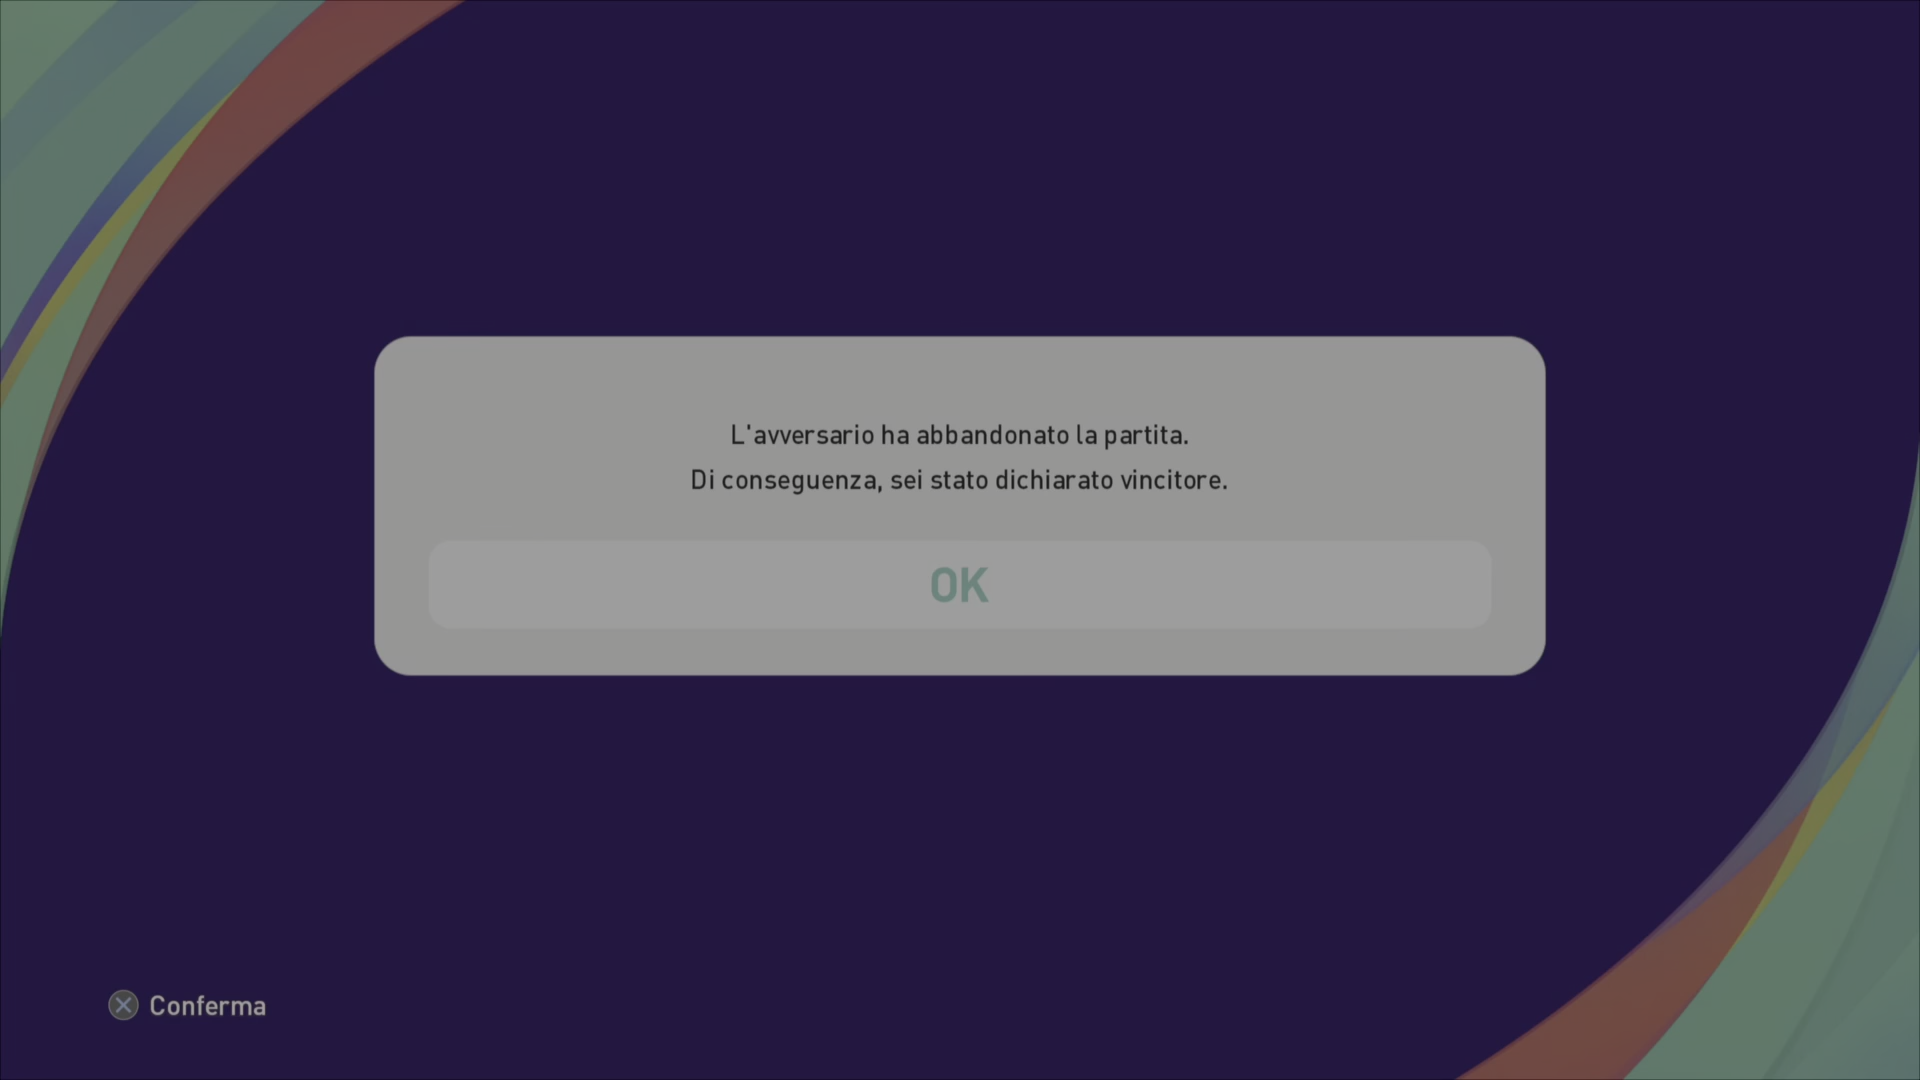 L'avversario ha abbandonato la partita.
Di conseguenza, sei stato dichiarato vincitore.
OK
Conferma